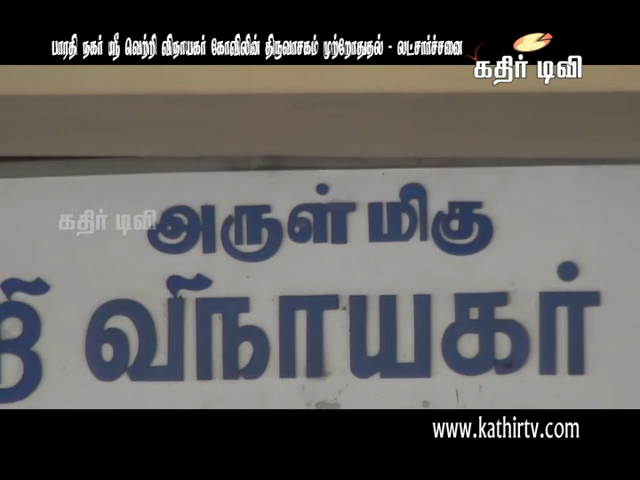 பாரதி நகர் ஸ்ரீ வெற்றி விநாயகர் கோவிலின் திருவாசகம் முற்றோதுதல் - லட்சார்ச்சனை
கதிர் டிவி
கதிர் டிவி
அருள் மிகு
றி விநாயகர்
www.kathirtv.com